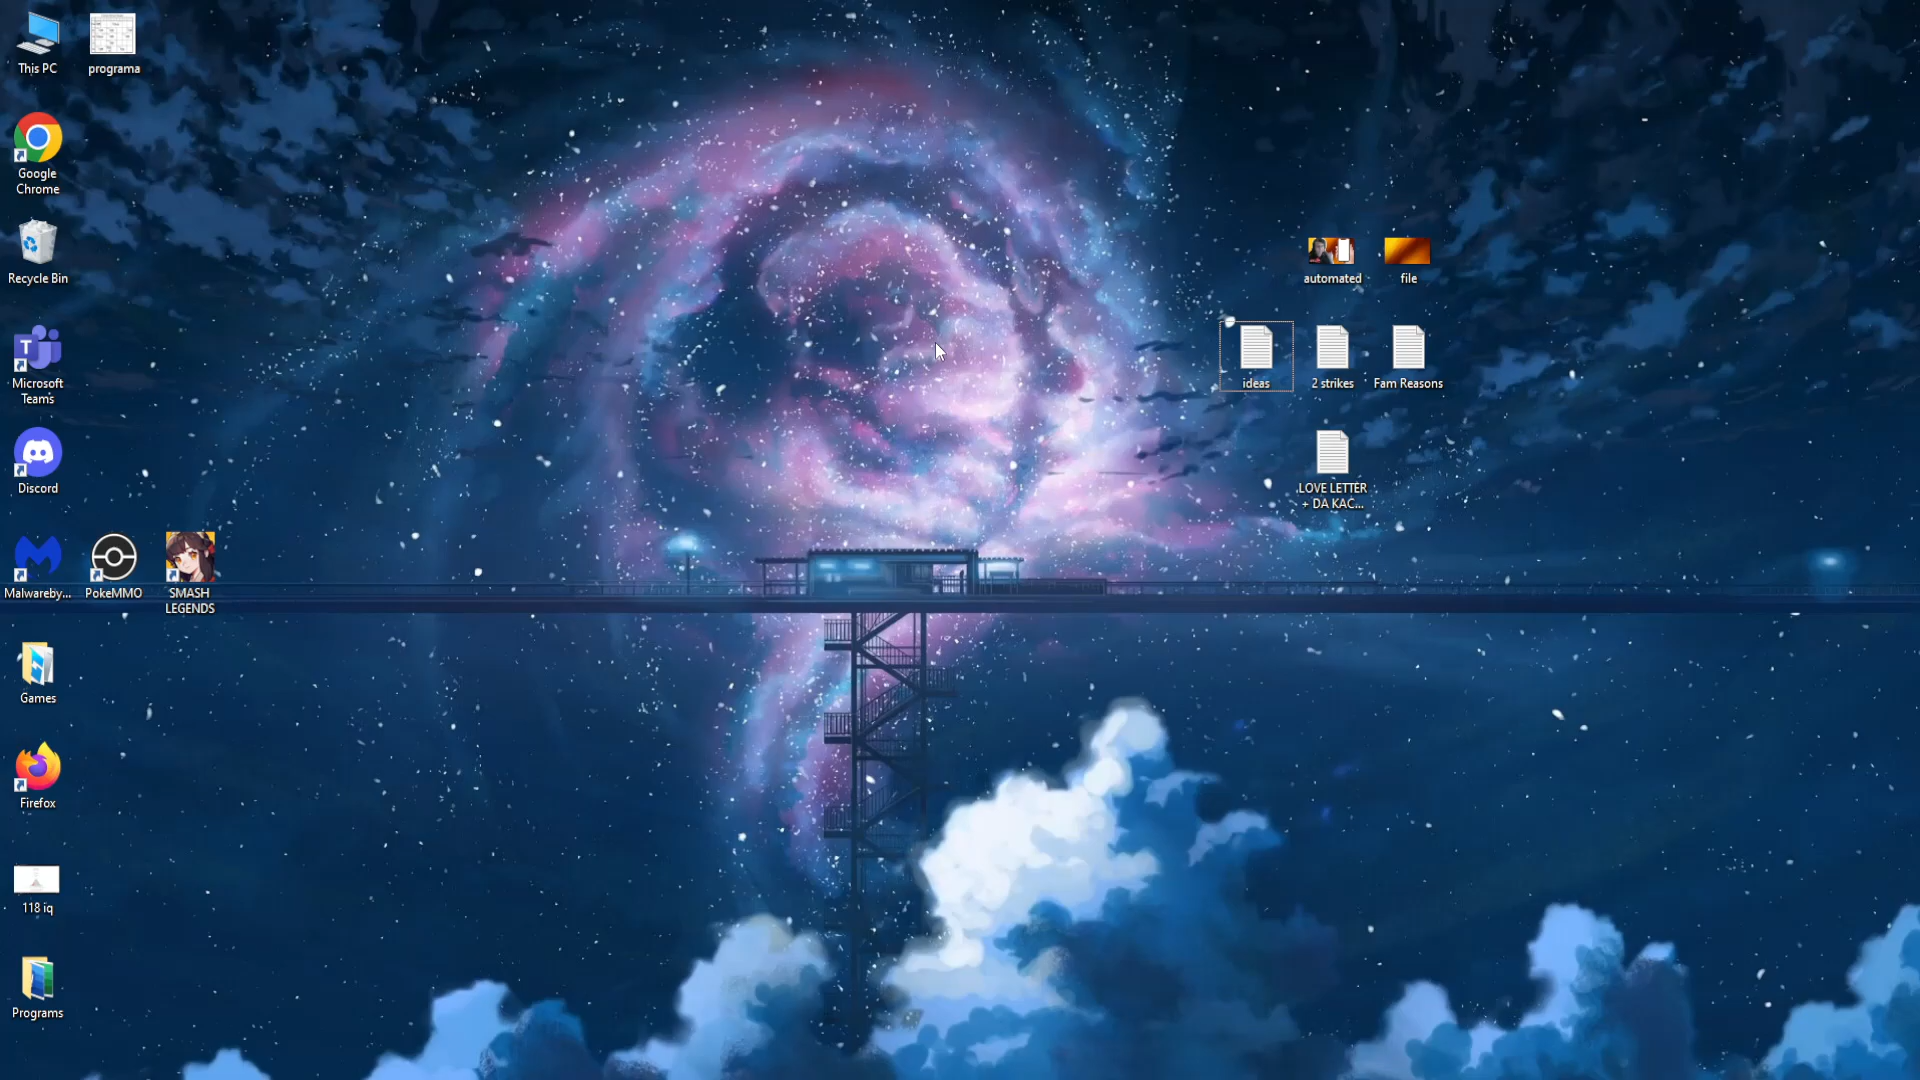 This PC
programa
Google
Chrome
Recycle Bin
Microsoft
Teams
Discord
Malwareby...
PokeMMO
SMASH
LEGENDS
Games
Firefox
118 iq
Programs
automated
file
ideas
2 strikes
Fam Reasons
LOVE LETTER
+ DA KAC...